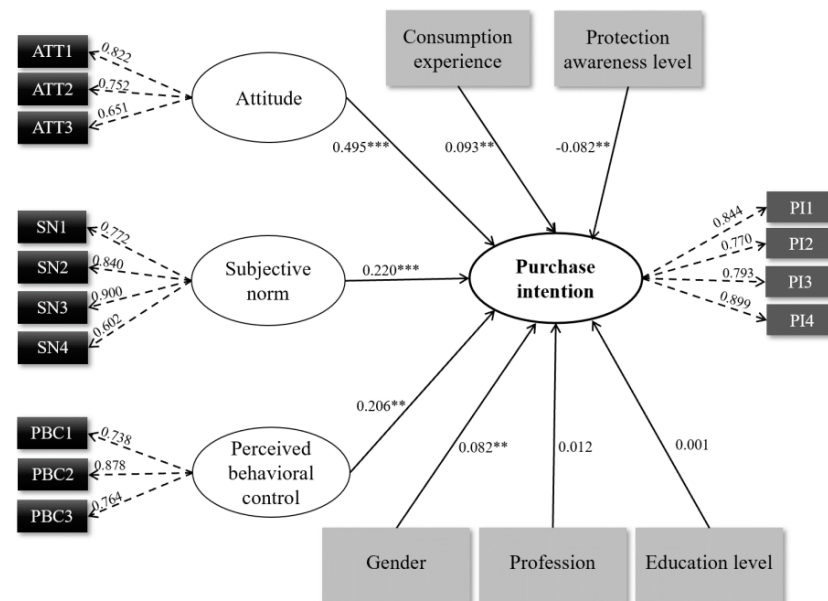 Consumption
experience
Protection
awareness level
ATT1
ATT2
ATT3
0.822
0.752
0.651
Attitude
0.495***
0.093**
-0.082**
SN1
SN2
SN3
SN4
0.772
0.840
0.900
0.602
Subjective
norm
0.220***
Purchase
intention
0.844
0.770
0.793
0.899
PI1
PI2
PI3
PI4
PBC1
PBC2
PBC3
0.738
0.878
0.764
Perceived
behavioral
control
0.206**
0.082**
0.012
0.001
Gender
Profession
Education level